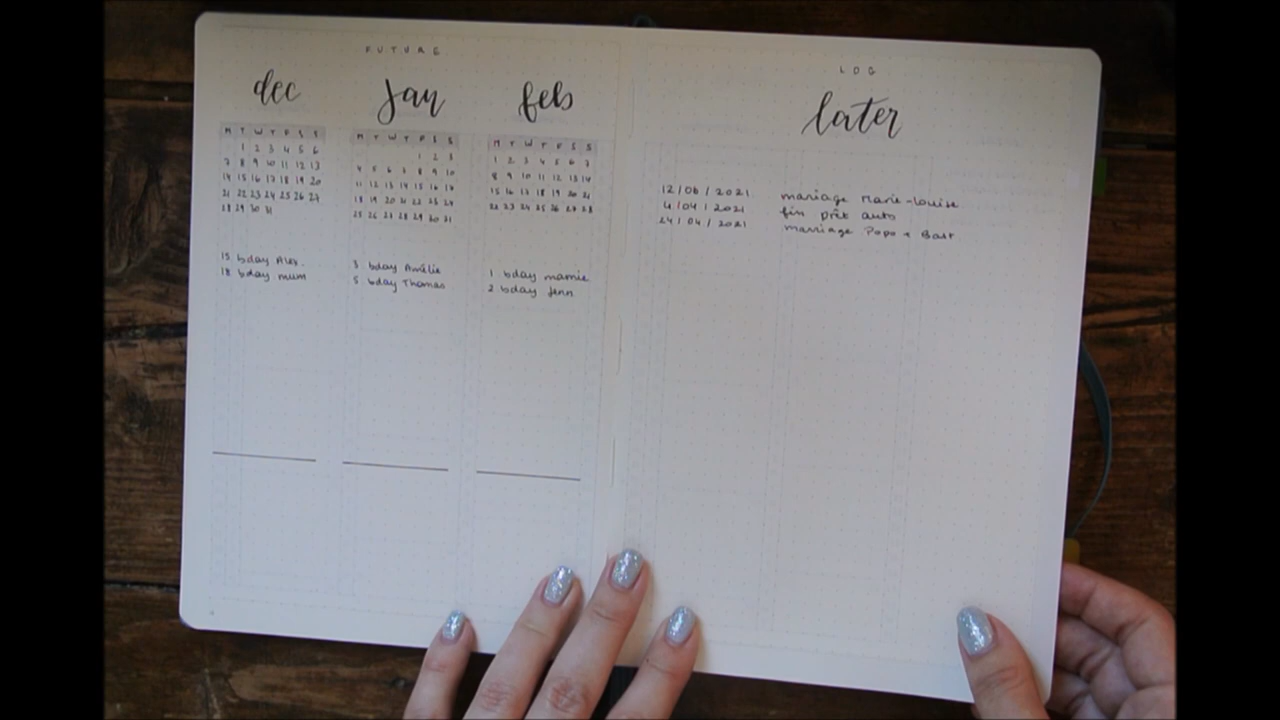 FUTURE
dec
M T W T F S S
1 2 3 4 5 6
7 8 9 10 11 12 13
14 15 16 17 18 19 20
21 22 23 24 25 26 27
28 29 30 31
15 bday Alex.
18 bday mum
Jan
M T W T F S S
1 2 3
4 5 6 7 8 9 10
11 12 13 14 15 16 17
18 19 20 21 22 23 24
25 26 27 28 29 30 31
3 bday Amélie
5 bday Thomas
feb
M T W T F S S
1 2 3 4 5 6 7
8 9 10 11 12 13 14
15 16 17 18 19 20 21
22 23 24 25 26 27 28
1 bday mamie
2 bday Jenn
LOG
later
12/06/2021 mariage Marie-Louise
4/04/2021 fin prêt auto
24/04/2021 marriage Popo + Bast